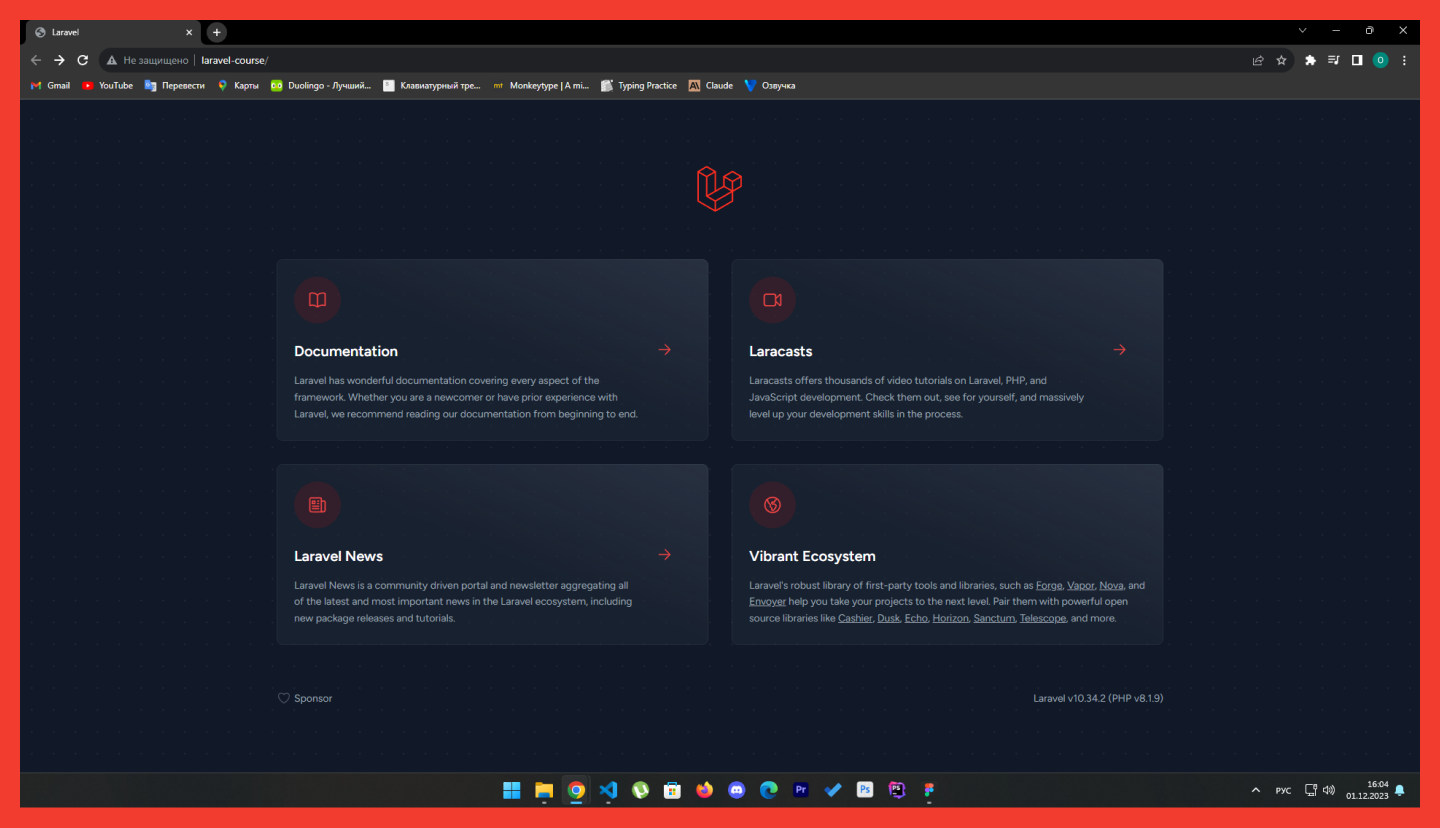 Laravel
Не защищено laravel-course/
Gmail YouTube Перевести Карты Duolingo - Лучший... Клавиатурный тре... mt Monkeytype | A mi... Typing Practice Claude Озвучка
Documentation
Laravel has wonderful documentation covering every aspect of the
framework. Whether you are a newcomer or have prior experience with
Laravel, we recommend reading our documentation from beginning to end.
Laracasts
Laracasts offers thousands of video tutorials on Laravel, PHP, and
JavaScript development. Check them out, see for yourself, and massively
level up your development skills in the process.
Laravel News
Laravel News is a community driven portal and newsletter aggregating all
of the latest and most important news in the Laravel ecosystem, including
new package releases and tutorials.
Vibrant Ecosystem
Laravel's robust library of first-party tools and libraries, such as Forge, Vapor, Nova, and
Envoyer help you take your projects to the next level. Pair them with powerful open
source libraries like Cashier, Dusk, Echo, Horizon, Sanctum, Telescope, and more.
Sponsor
Laravel v10.34.2 (PHP v8.1.9)
Pr
Ps
PS
РУС
16:04
01.12.2023